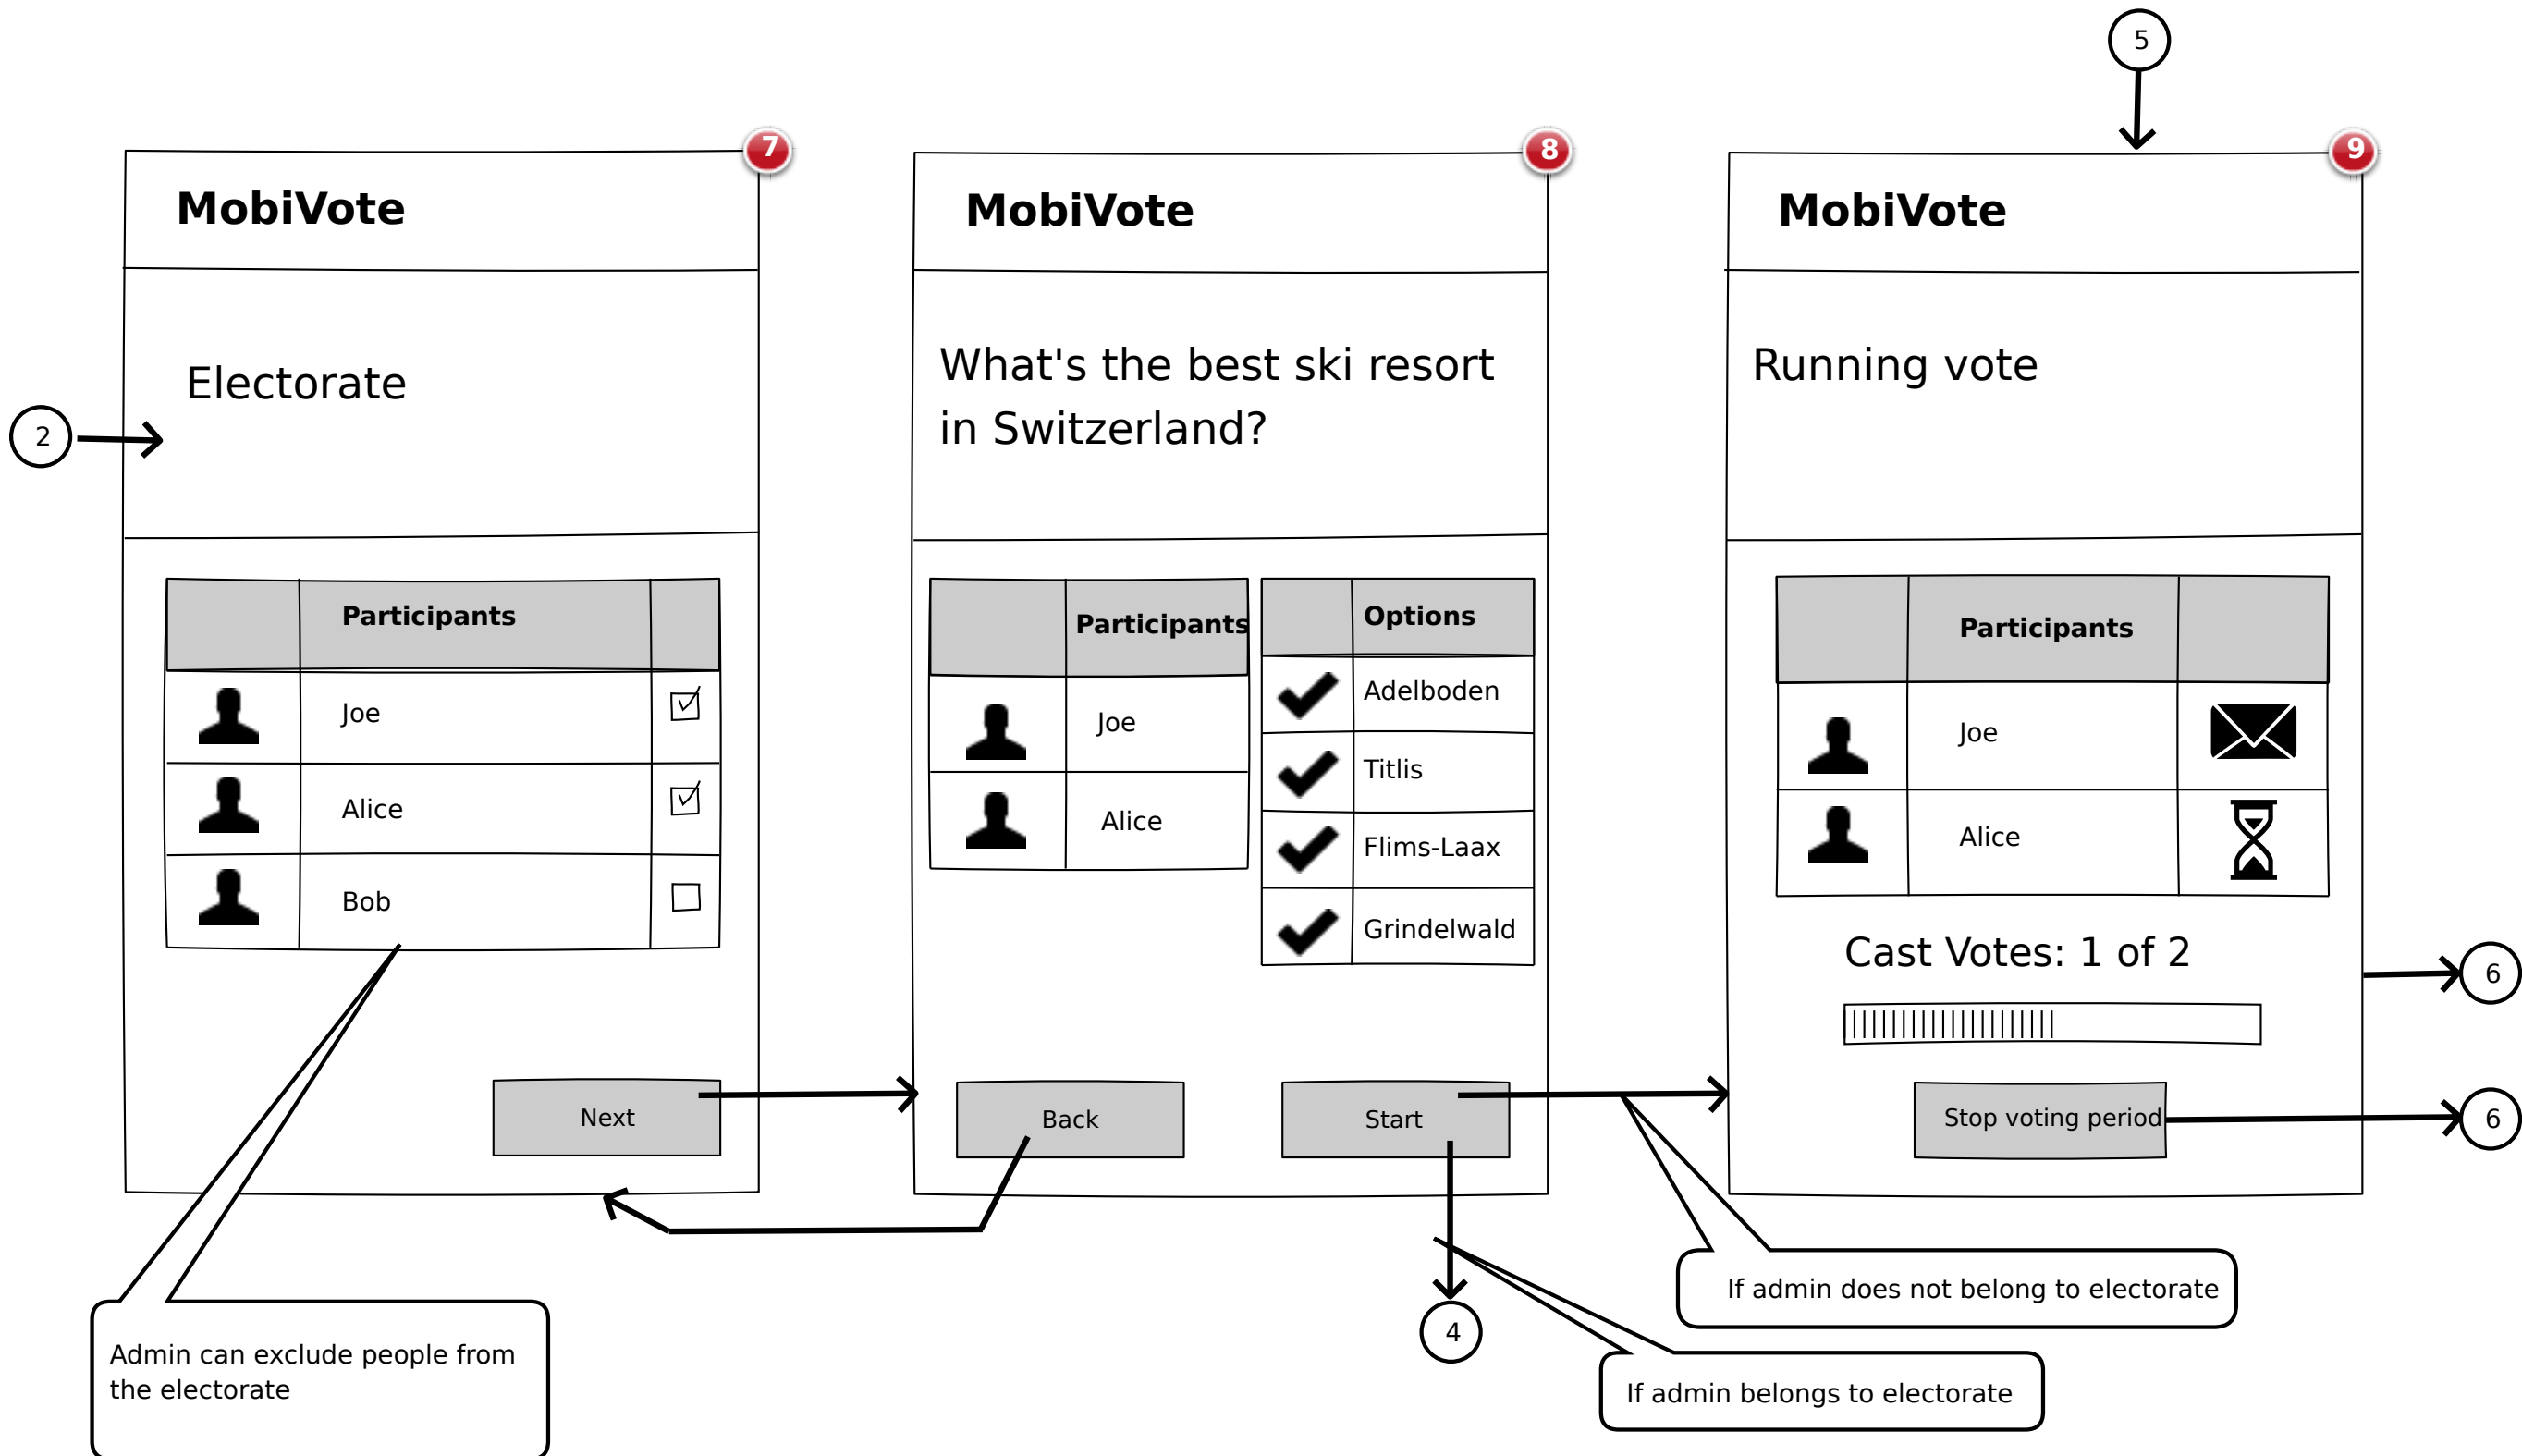 5
7
MobiVote
Electorate
2
Participants
Joe
Alice
Bob
Next
Admin can exclude people from
the electorate
8
MobiVote
What's the best ski resort
in Switzerland?
Participants
Joe
Alice
Options
Adelboden
Titlis
Flims-Laax
Grindelwald
Back
Start
4
If admin belongs to electorate
If admin does not belong to electorate
9
MobiVote
Running vote
Participants
Joe
Alice
Cast Votes: 1 of 2
6
Stop voting period
6